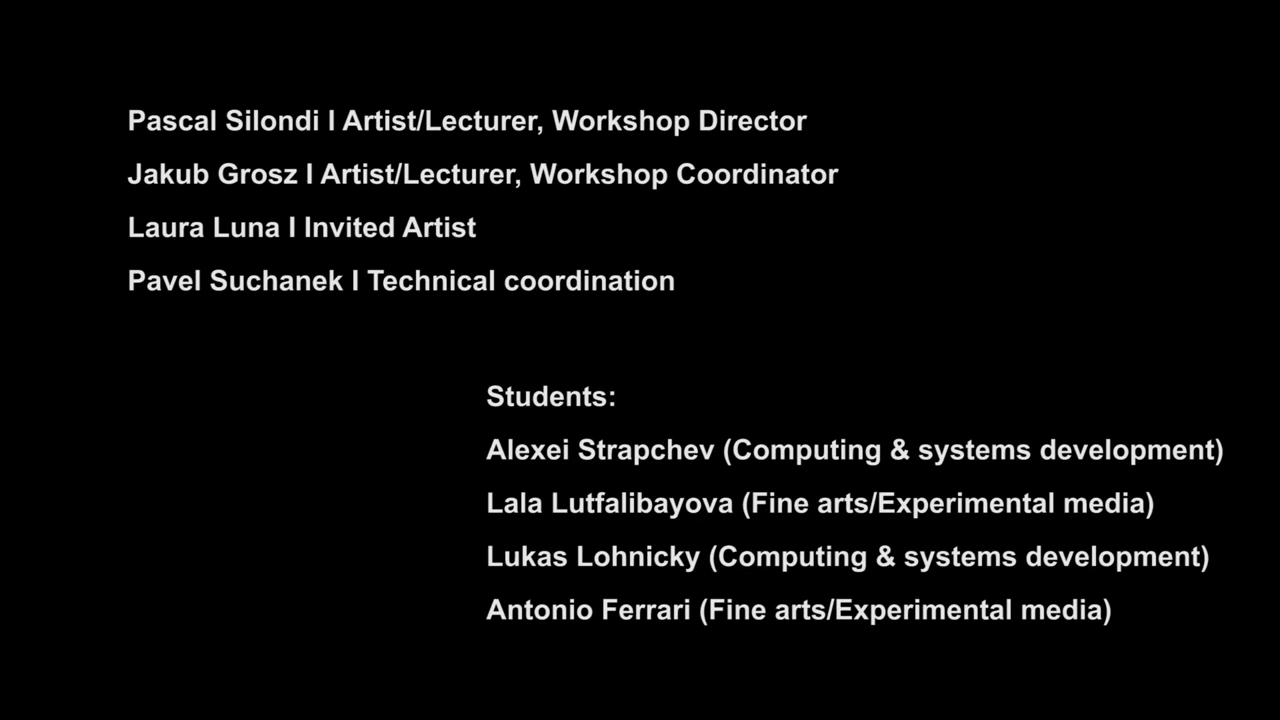 Pascal Silondi I Artist/Lecturer, Workshop Director
Jakub Grosz I Artist/Lecturer, Workshop Coordinator
Laura Luna I Invited Artist
Pavel Suchanek I Technical coordination
Students:
Alexei Strapchev (Computing & systems development)
Lala Lutfalibayova (Fine arts/Experimental media)
Lukas Lohnicky (Computing & systems development)
Antonio Ferrari (Fine arts/Experimental media)